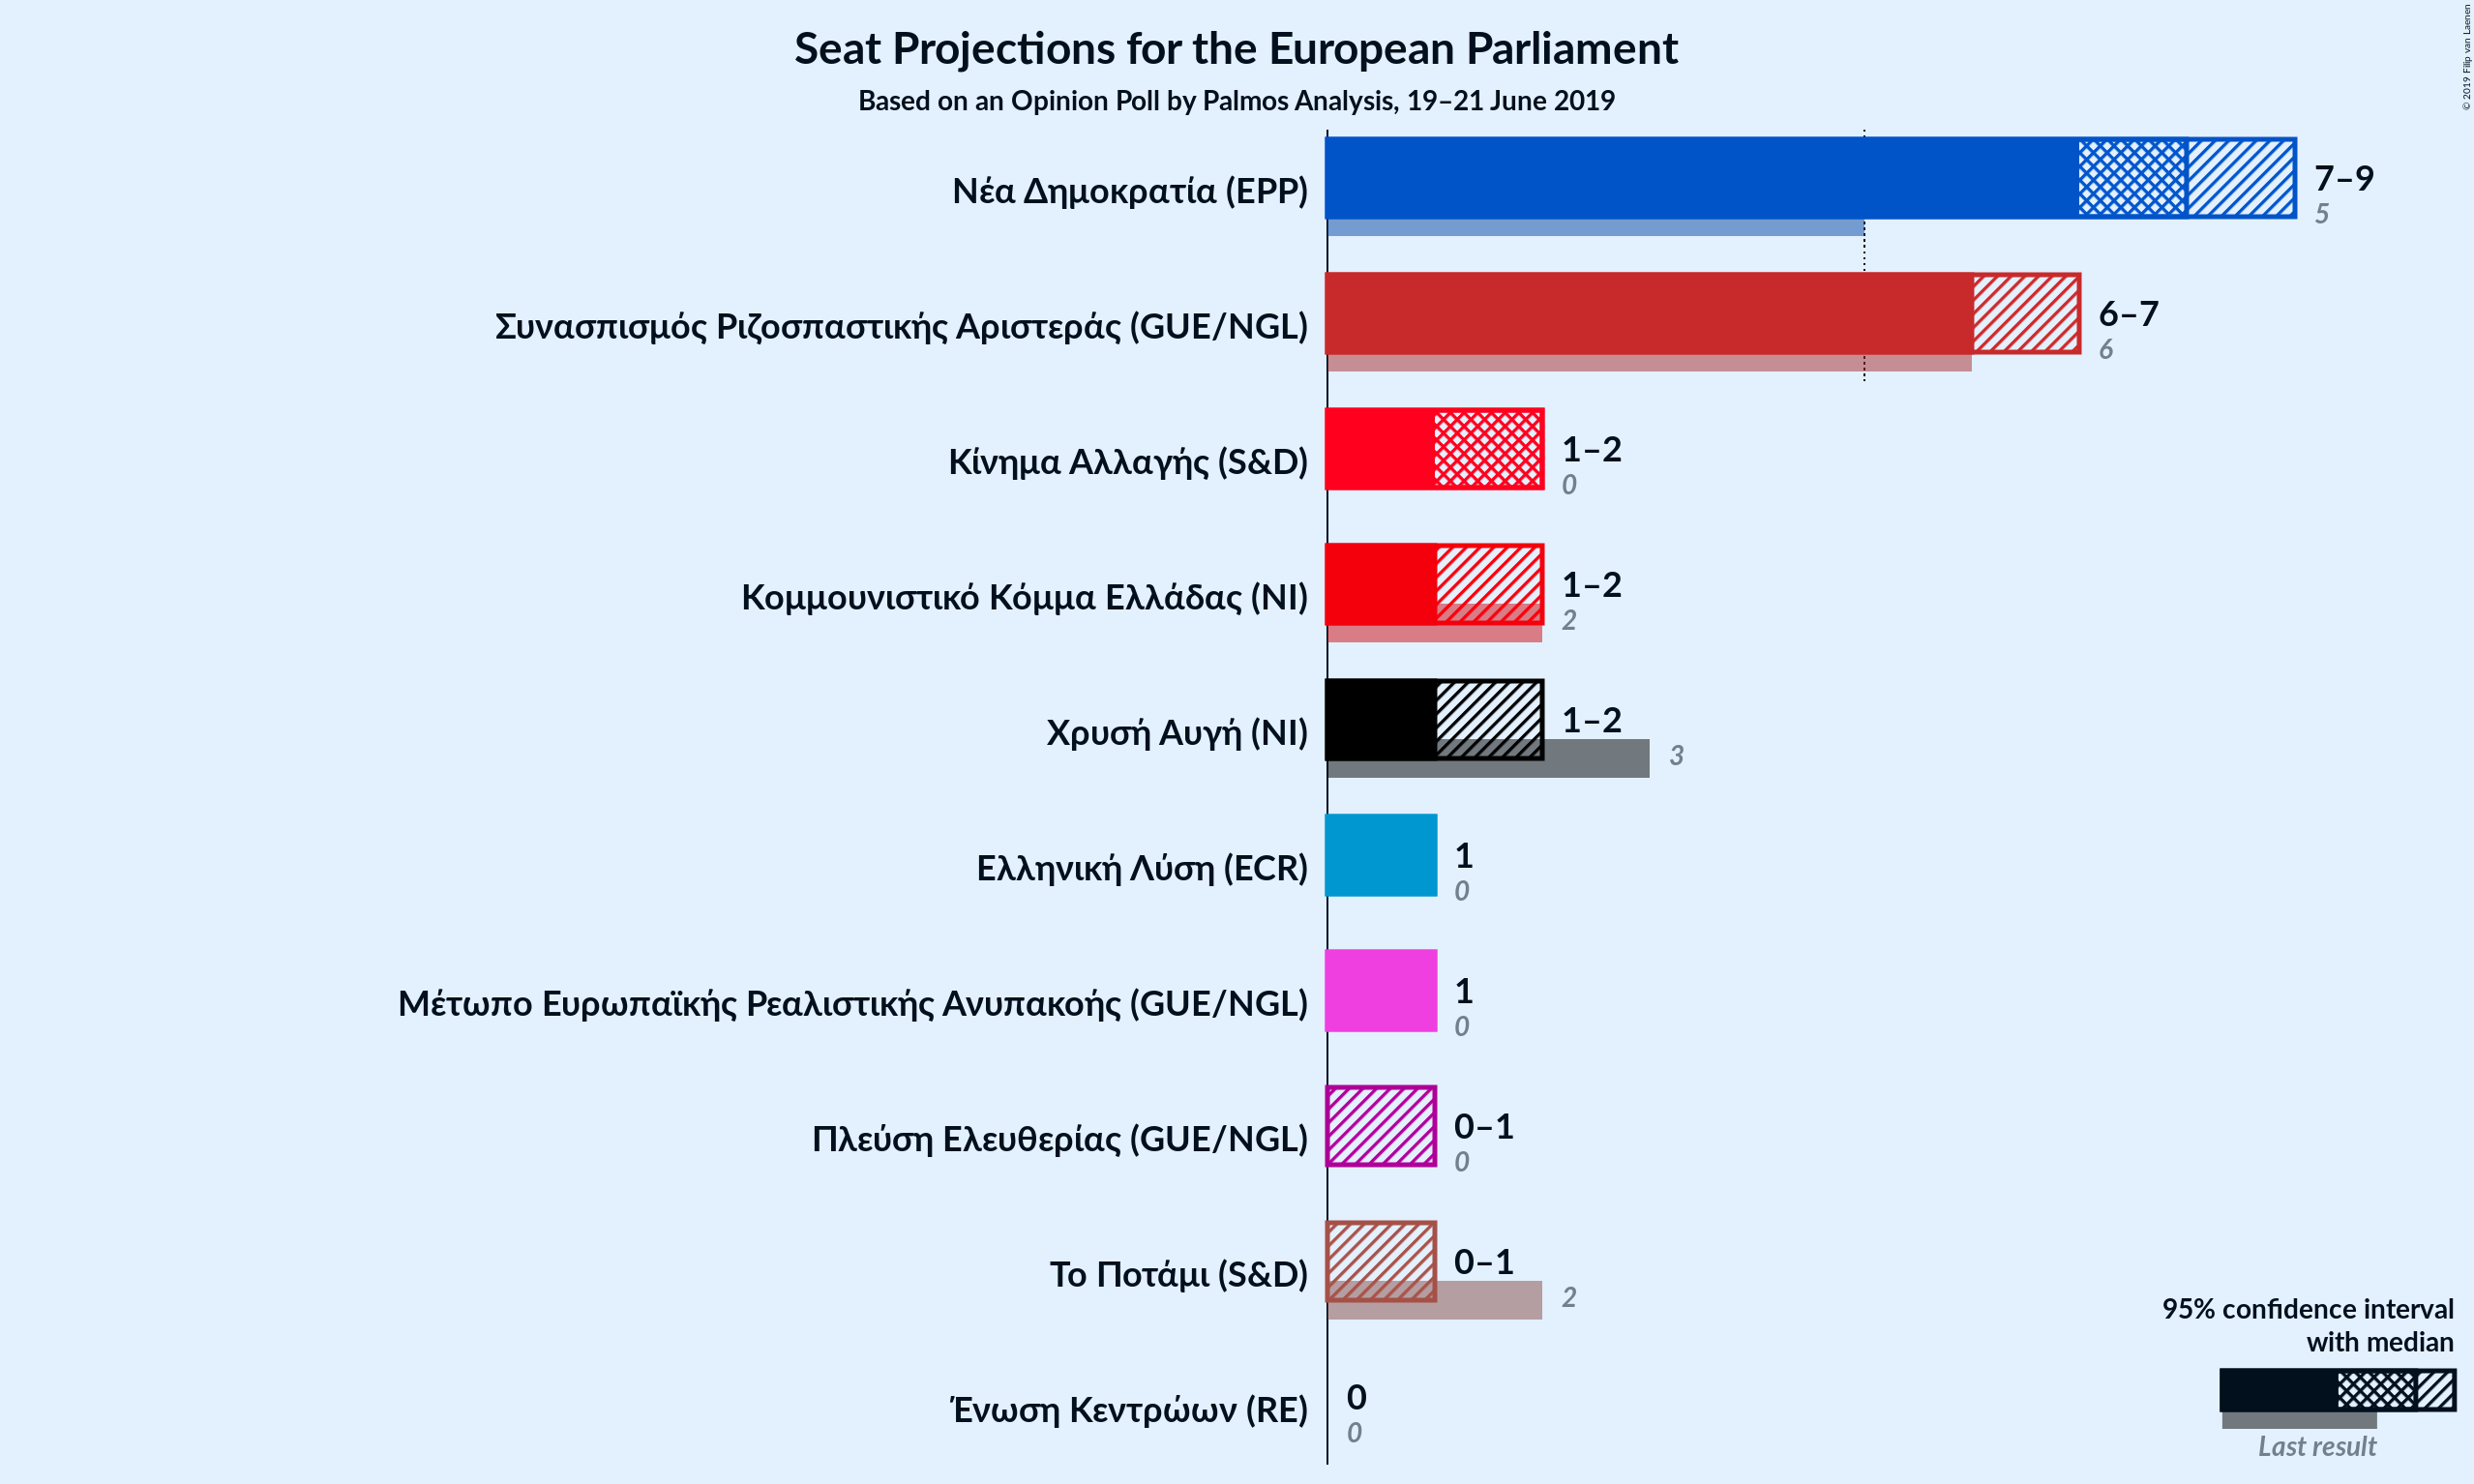 Seat Projections for the European Parliament
Based on an Opinion Poll by Palmos Analysis, 19–21 June 2019
© 2019 Filip van Laenen
Νέα Δημοκρατία (EPP)
7–9
5
Συνασπισμός Ριζοσπαστικής Αριστεράς (GUE/NGL)
6–7
6
Κίνημα Αλλαγής (S&D)
1–2
0
Κομμουνιστικό Κόμμα Ελλάδας (NI)
1–2
2
Χρυσή Αυγή (NI)
1–2
3
Ελληνική Λύση (ECR)
1
0
Μέτωπο Ευρωπαϊκής Ρεαλιστικής Ανυπακοής (GUE/NGL)
1
0
Πλεύση Ελευθερίας (GUE/NGL)
0–1
0
Το Ποτάμι (S&D)
0–1
2
Ένωση Κεντρώων (RE)
0
0
95% confidence interval
with median
Last result